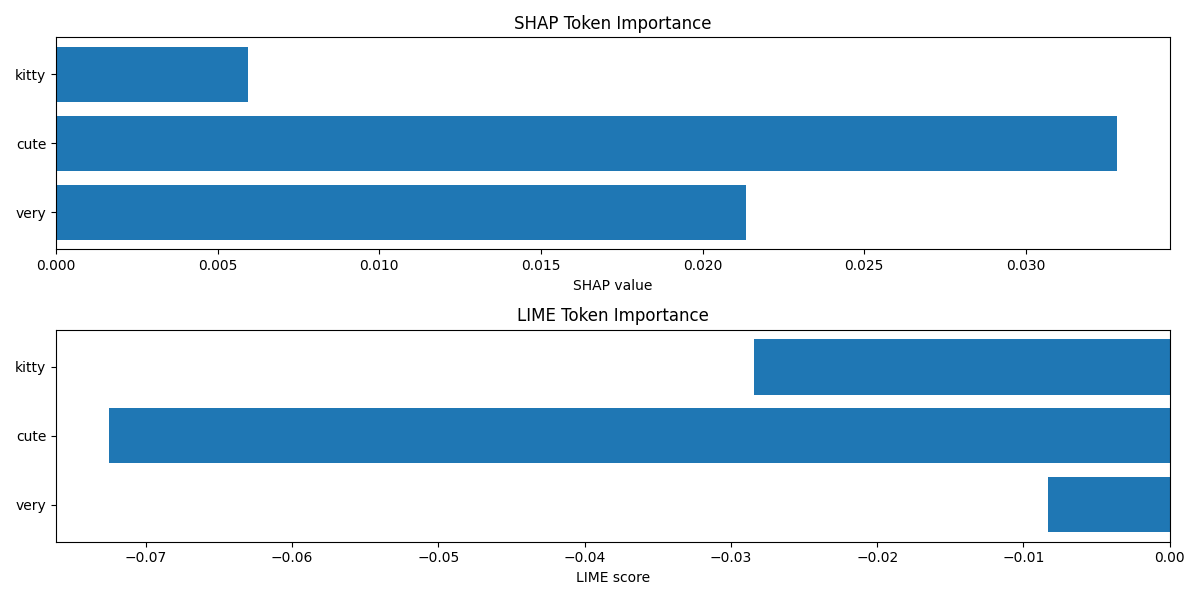 SHAP Token Importance
kitty
cute
very
0.000 0.005 0.010 0.015 0.020 0.025 0.030
SHAP value
LIME Token Importance
kitty
cute
very
−0.07 −0.06 −0.05 −0.04 −0.03 −0.02 −0.01 0.00
LIME score